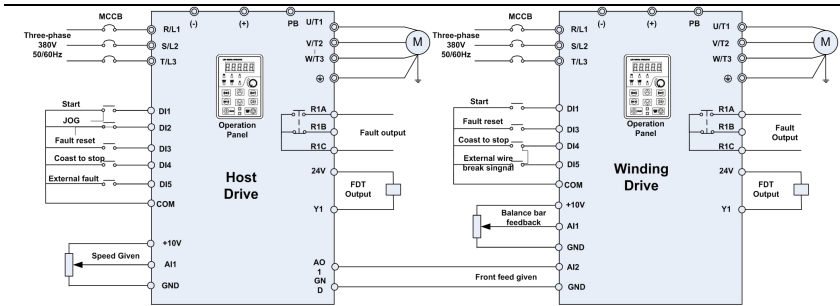 MCCB
(-)
(+)
PB
U/T1
Three-phase
380V
50/60Hz
R/L1
S/L2
T/L3
V/T2
W/T3
M
Operation
Panel
Start
DI1
JOG
DI2
Fault reset
DI3
Coast to stop
DI4
External fault
DI5
COM
R1A
R1B
R1C
Fault output
Host
Drive
24V
FDT
Output
Y1
+10V
Speed Given
AI1
GND
AO
1
GN
D
Front feed given
MCCB
(-)
(+)
PB
U/T1
Three-phase
380V
50/60Hz
R/L1
S/L2
T/L3
V/T2
W/T3
M
Operation
Panel
Start
DI1
Fault reset
DI3
Coast to stop
DI4
External wire
break singnal
DI5
COM
R1A
R1B
R1C
Fault
Output
Winding
Drive
24V
FDT
Output
Y1
+10V
Balance bar
feedback
AI1
GND
AI2
GND